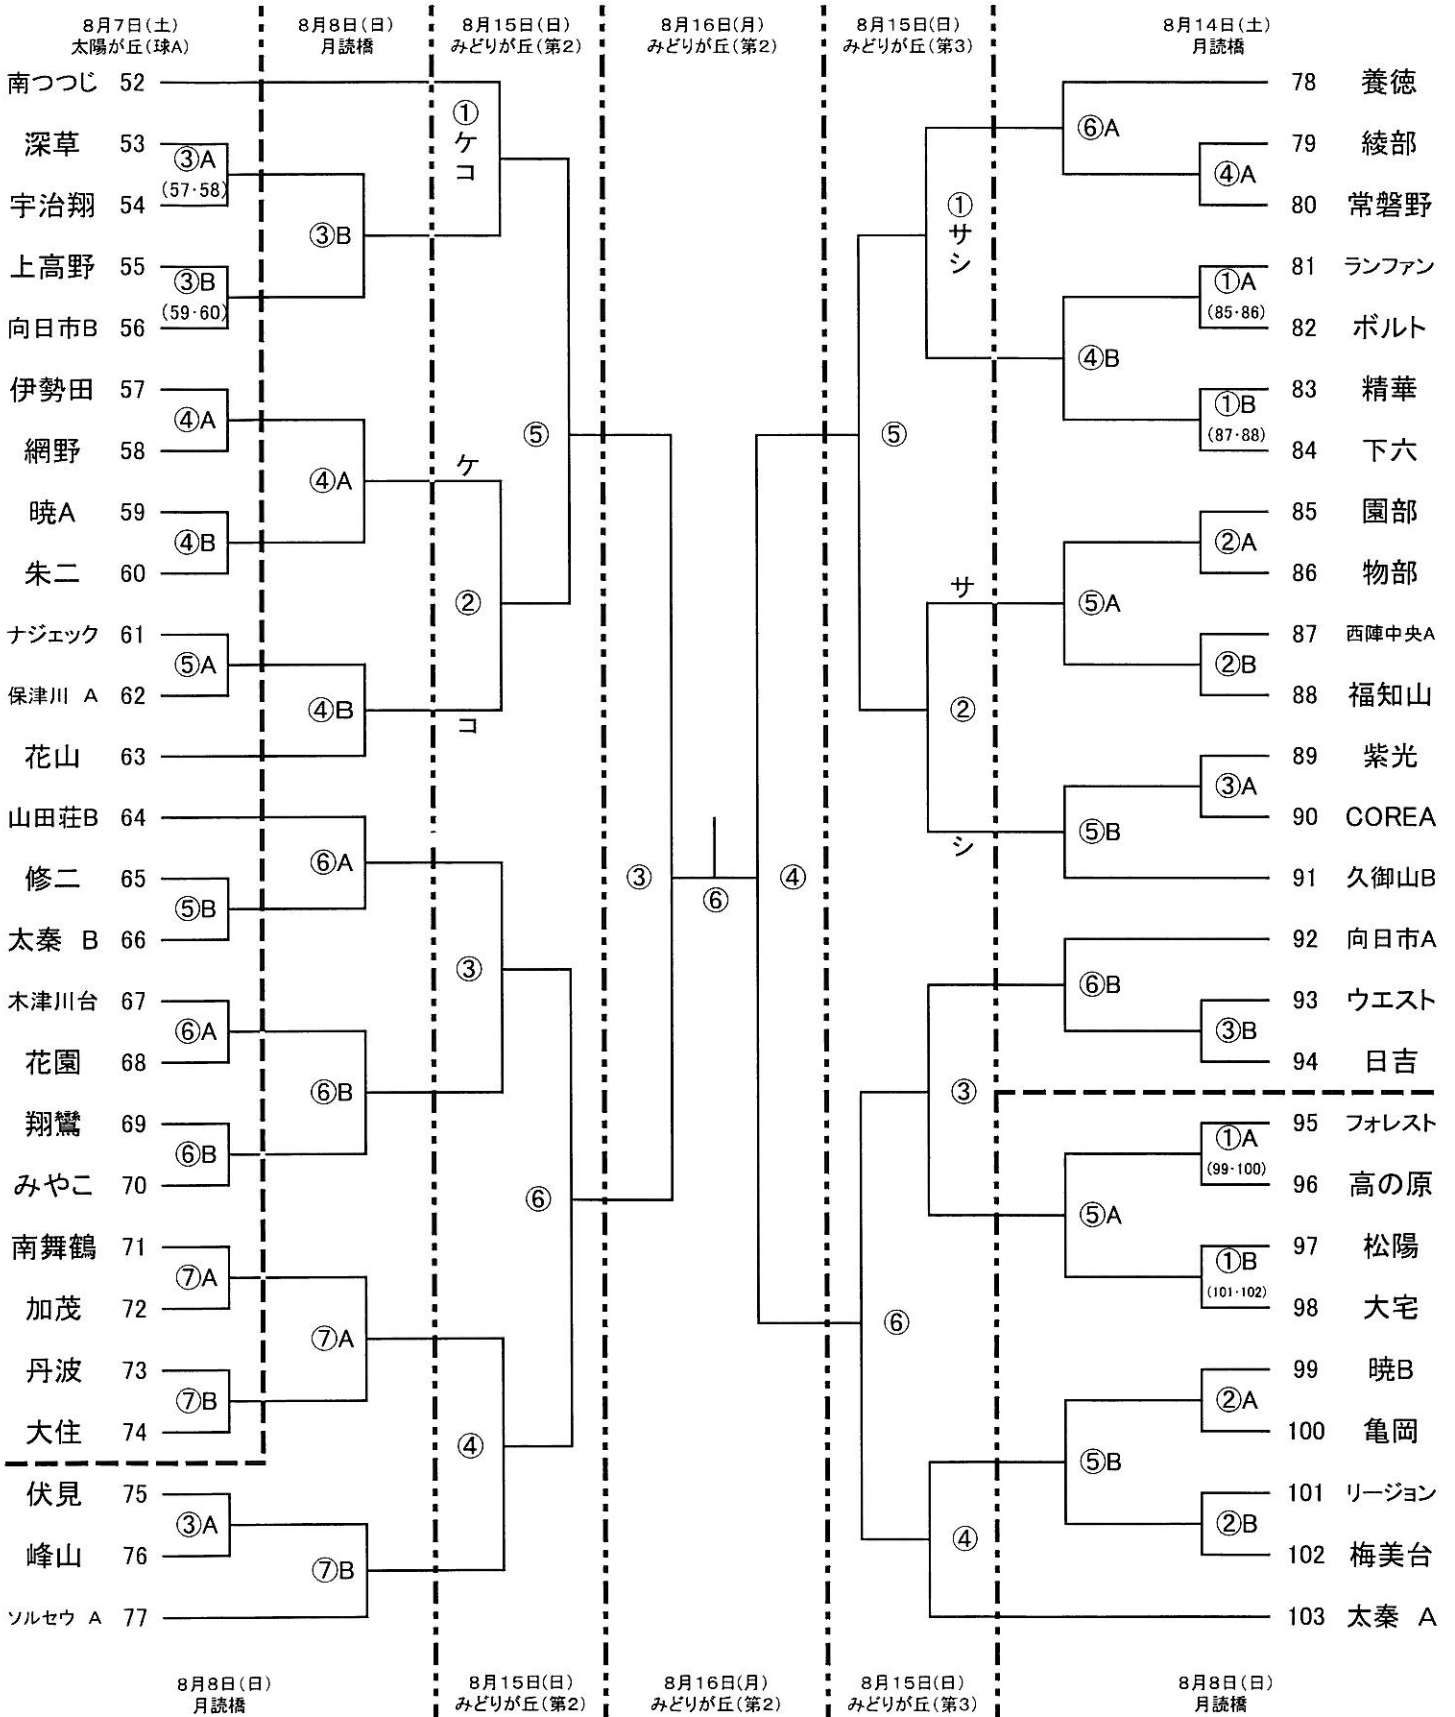 8月7日(土)
太陽が丘(球A)
8月8日(日)
月読橋
8月15日(日)
みどりが丘(第2)
8月16日(月)
みどりが丘(第2)
8月15日(日)
みどりが丘(第3)
8月14日(土)
月読橋
南つつじ 52
深草 53
宇治翔 54
上高野 55
向日市B 56
伊勢田 57
網野 58
暁A 59
朱二 60
ナジェック 61
保津川 A 62
花山 63
山田荘B 64
修二 65
太秦 B 66
木津川台 67
花園 68
翔鸞 69
みやこ 70
南舞鶴 71
加茂 72
丹波 73
大住 74
伏見 75
峰山 76
ソルセウ A 77
③A
(57・58)
③B
(59・60)
④A
④B
⑤A
⑤B
⑥A
⑥B
⑦A
⑦B
③A
③B
④A
④B
⑥A
⑥B
⑦A
⑦B
①
ケ
コ
ケ
②
コ
③
④
⑤
⑥
③
⑥
④
⑤
⑥
①
サ
シ
サ
②
シ
③
④
⑥A
④B
⑤A
⑤B
⑥B
⑤A
⑤B
④A
①A
(85・86)
①B
(87・88)
②A
②B
③A
③B
①A
(99・100)
①B
(101・102)
②A
②B
78 養徳
79 綾部
80 常磐野
81 ランファン
82 ボルト
83 精華
84 下六
85 園部
86 物部
87 西陣中央A
88 福知山
89 紫光
90 COREA
91 久御山B
92 向日市A
93 ウエスト
94 日吉
95 フォレスト
96 高の原
97 松陽
98 大宅
99 暁B
100 亀岡
101 リージョン
102 梅美台
103 太秦 A
8月8日(日)
月読橋
8月15日(日)
みどりが丘(第2)
8月16日(月)
みどりが丘(第2)
8月15日(日)
みどりが丘(第3)
8月8日(日)
月読橋